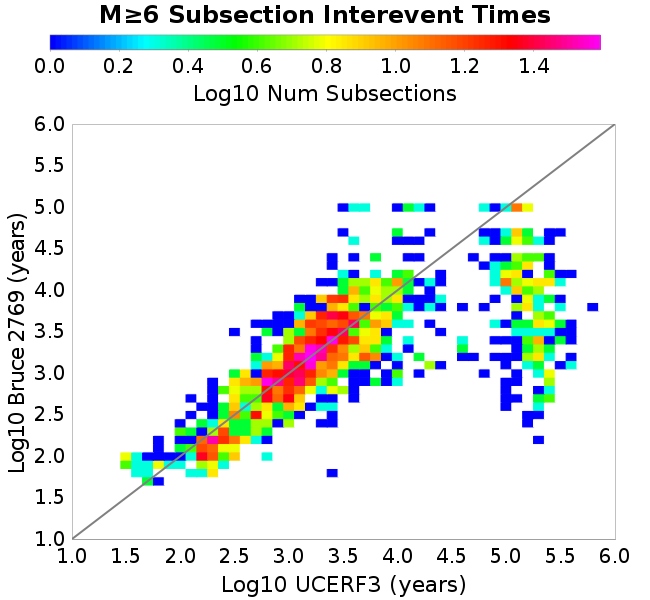 M≥6 Subsection Interevent Times
0.0 0.2 0.4 0.6 0.8 1.0 1.2 1.4
Log10 Num Subsections
6.0
5.5
5.0
4.5
4.0
3.5
3.0
2.5
2.0
1.5
1.0
Log10 Bruce 2769 (years)
1.0 1.5 2.0 2.5 3.0 3.5 4.0 4.5 5.0 5.5 6.0
Log10 UCERF3 (years)